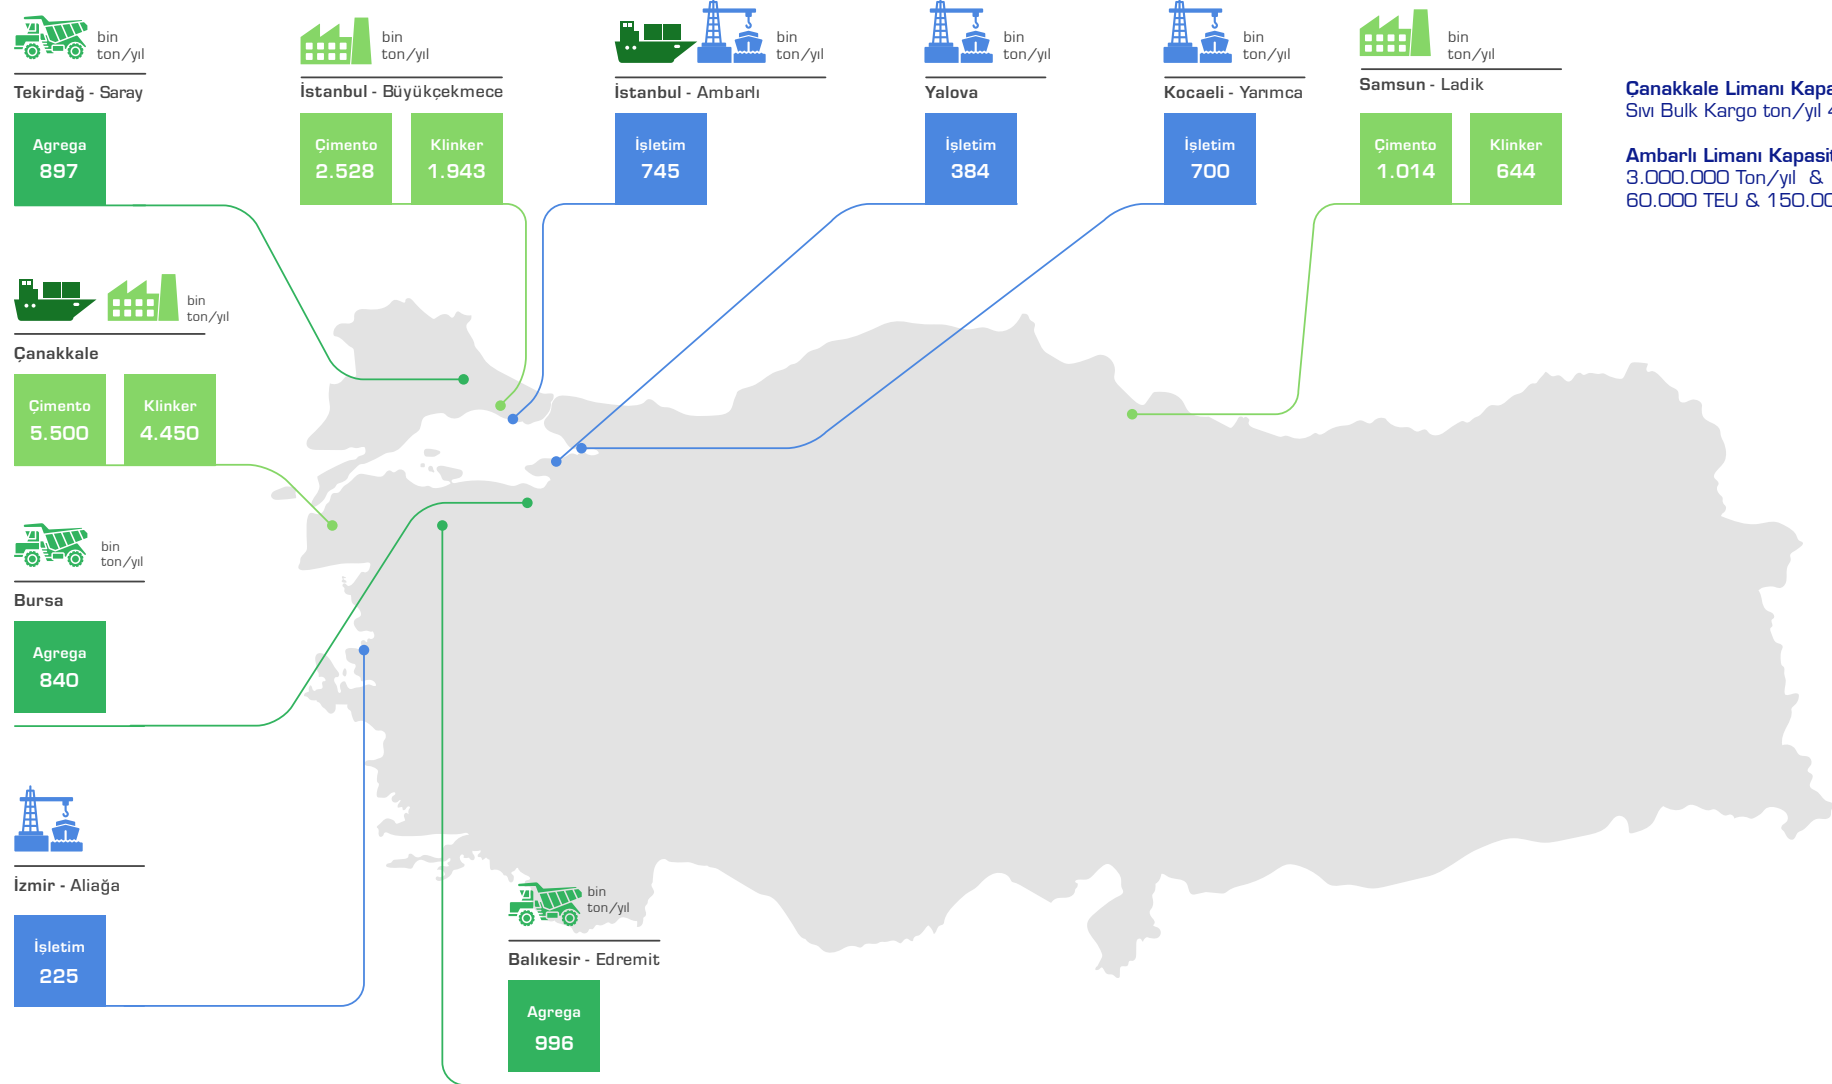 bin
ton/yıl
Tekirdağ - Saray
Agrega
897
bin
ton/yıl
İstanbul - Büyükçekmece
Çimento
2.528
Klinker
1.943
bin
ton/yıl
İstanbul - Ambarlı
İşletim
745
bin
ton/yıl
Yalova
İşletim
384
bin
ton/yıl
Kocaeli - Yarımca
İşletim
700
bin
ton/yıl
Samsun - Ladik
Çimento
1.014
Klinker
644
Çanakkale Limanı
Sıvı Bulk Kargo ton/yıl
Ambarlı Limanı
3.000.000 Ton/yıl &
60.000 TEU &
bin
ton/yıl
Çanakkale
Çimento
5.500
Klinker
4.450
bin
ton/yıl
Bursa
Agrega
840
İzmir - Aliağa
İşletim
225
bin
ton/yıl
Balıkesir - Edremit
Agrega
996